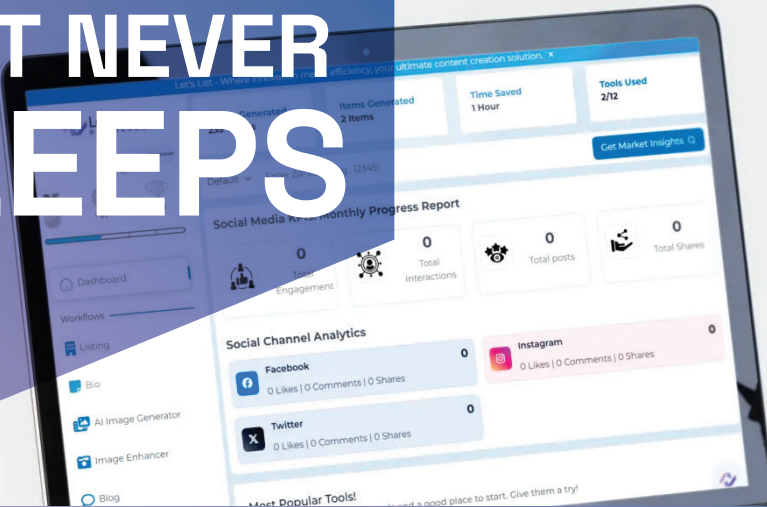 T NEVER
EEPS
Let's List - Where innovation meets efficiency, your ultimate content creation solution. ×
Generated
Items Generated
2 Items
Time Saved
1 Hour
Tools Used
2/12
Default
12345)
Get Market Insights
Social Media KPIs: Monthly Progress Report
0
Total Engagement
0
Total Interactions
0
Total posts
0
Total Shares
Dashboard
Workflows
Listing
Bio
AI Image Generator
Image Enhancer
Blog
Social Channel Analytics
Facebook
0
0 Likes | 0 Comments | 0 Shares
Instagram
0
0 Likes | 0 Comments | 0 Shares
Twitter
0
0 Likes | 0 Comments | 0 Shares
Most Popular Tools!
and a good place to start. Give them a try!